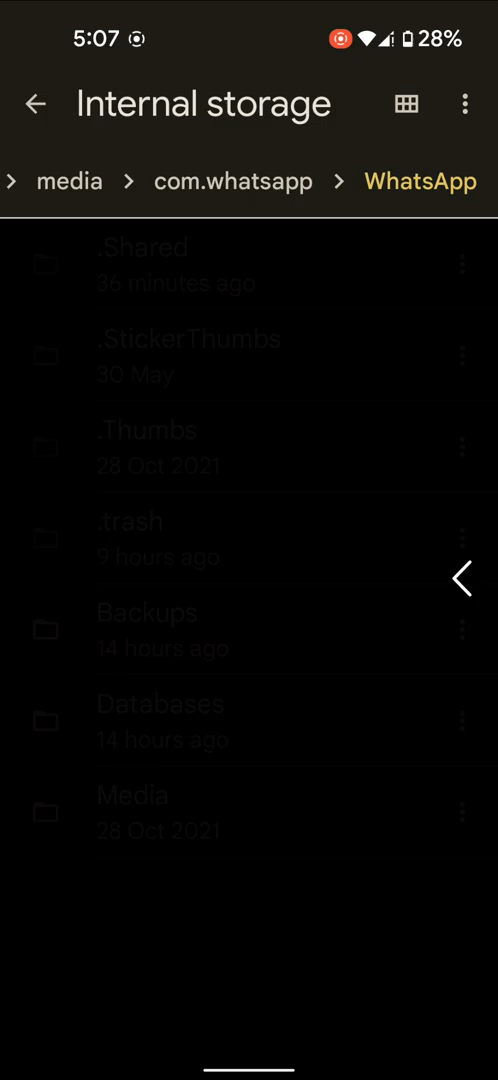 5:07 28%
Internal storage
media com.whatsapp WhatsApp
.Shared
36 minutes ago
.StickerThumbs
30 May
.Thumbs
28 Oct 2021
.trash
9 hours ago
Backups
14 hours ago
Databases
14 hours ago
Media
28 Oct 2021